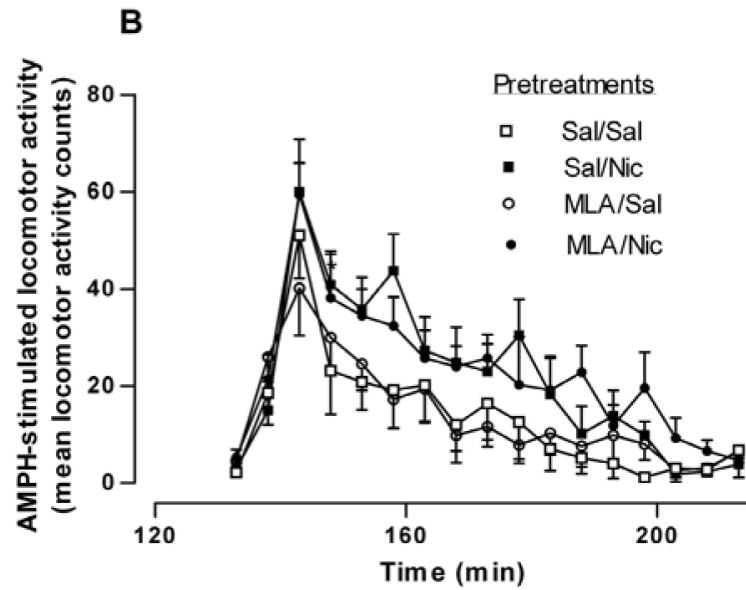 B
AMPH-stimulated locomotor activity
(mean locomotor activity counts)
80
60
40
20
0
Pretreatments
Sal/Sal
Sal/Nic
MLA/Sal
MLA/Nic
120
160
200
Time (min)